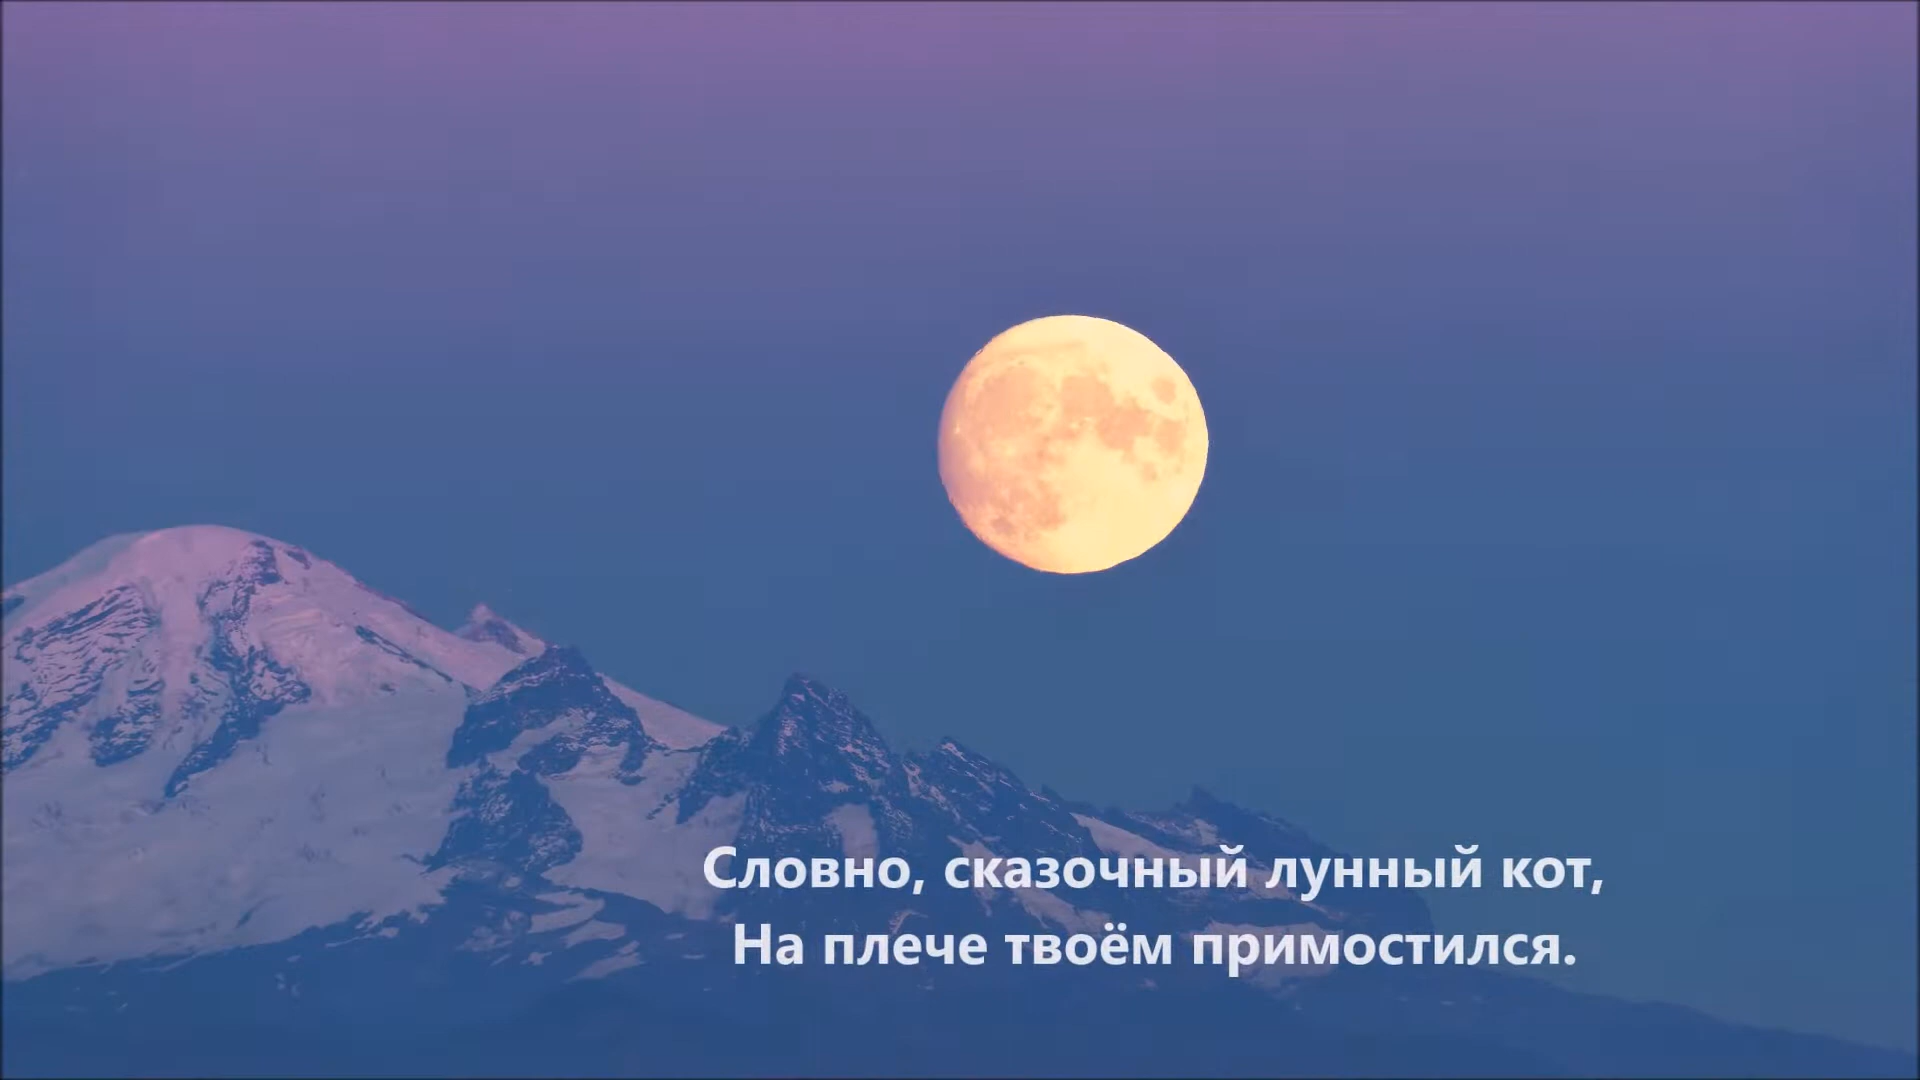 Словно, сказочный лунный кот,
На плече твоём примостился.